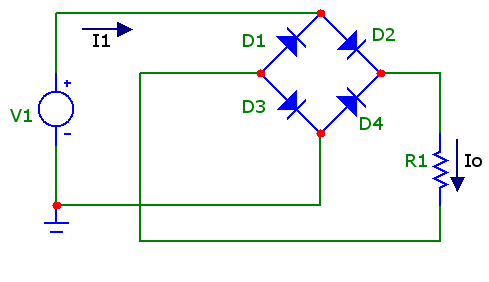 I1
D1
D2
+
V1
-
D3
D4
R1
Io